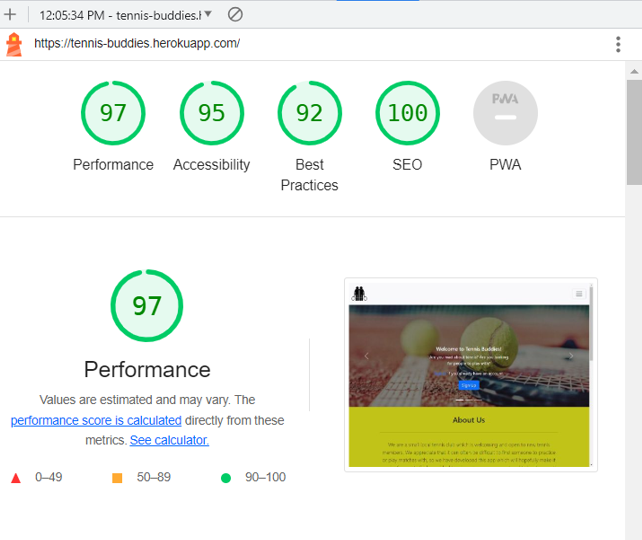 12:05:34 PM - tennis-buddies.h
https://tennis-buddies.herokuapp.com/
97 95 92 100 PWA
Performance Accessibility Best SEO PWA
Practices
97
Performance
Values are estimated and may vary. The
performance score is calculated directly from these
metrics. See calculator.
0–49 50–89 90–100
Welcome to Tennis Buddies!
Sign up
About Us